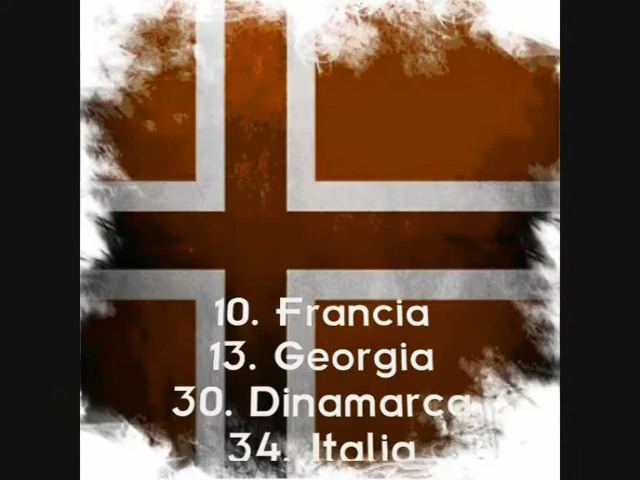 10. Francia
13. Georgia
30. Dinamarca
34. Italia